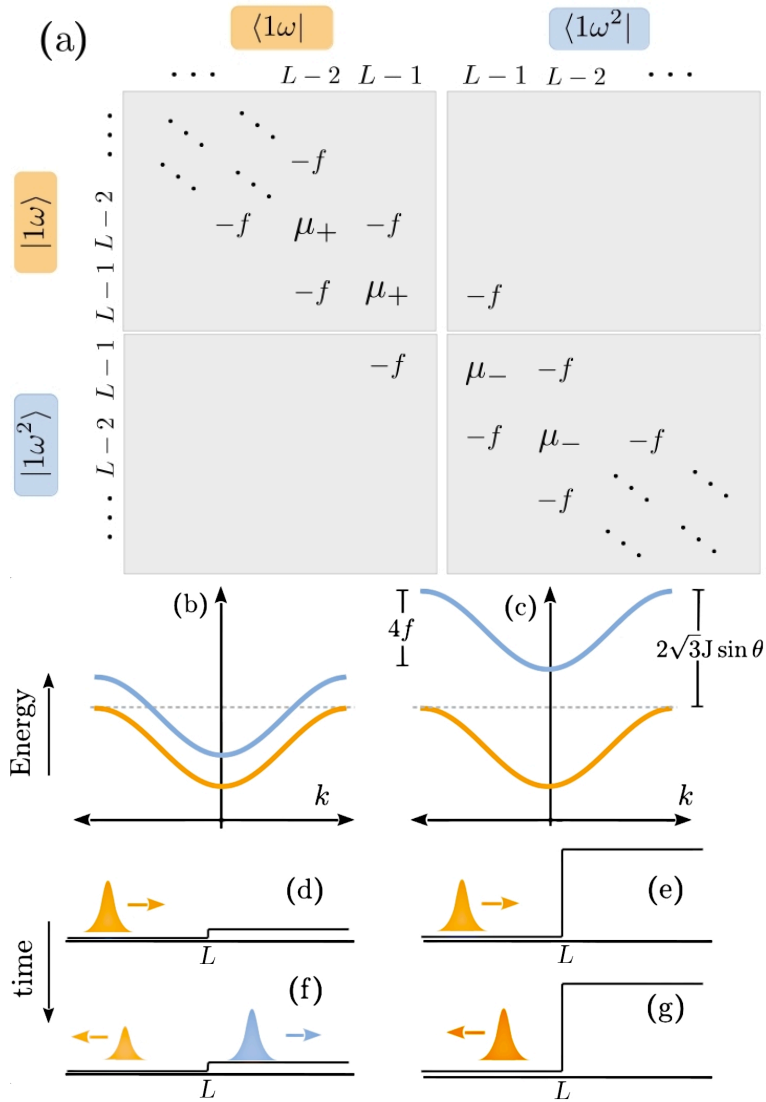 (a)
⟨1ω|
⟨1ω²|
··· L − 2 L − 1 L − 1 L − 2 ···
|1ω⟩
··· L − 2 L − 1
−f
−f μ₊ −f
−f μ₊ −f
|1ω²⟩
L − 1 L − 2 ···
−f μ₋ −f
−f μ₋ −f
−f
(b)
(c)
4f
2√3J sin θ
Energy
k
k
(d)
(e)
L
L
time
(f)
(g)
L
L